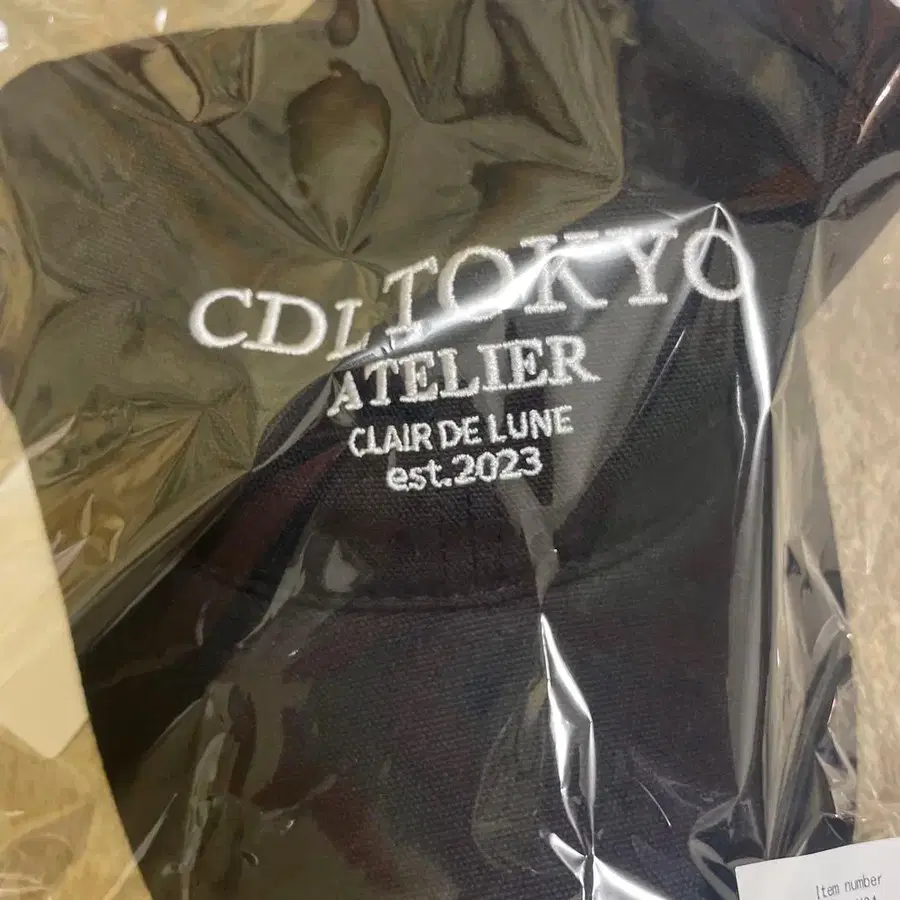 CDL TOKYO
ATELIER
CLAIR DE LUNE
est.2023
Item number